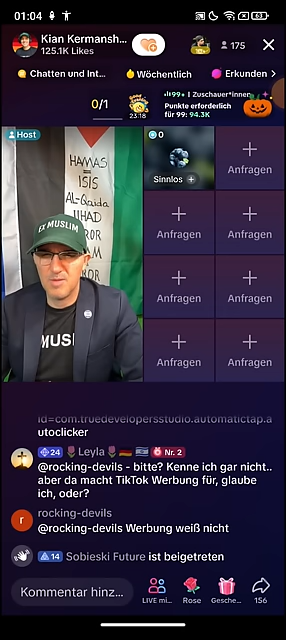 01:04
63
Kian Kermansh...
125.1K Likes
175
Chatten und Int...
Wöchentlich
Erkunden
0/1
23:18
99+ | Zuschauer*innen
Punkte erforderlich
für 99: 94.3K
Host
HAMAS
=
ISIS
Al-Qaida
JIHAD
EX MUSLIM
MUSL
0
Sinnlos +
Anfragen
Anfragen
Anfragen
Anfragen
Anfragen
Anfragen
Anfragen
id=com.truedevelopersstudio.automatictap.a
utoclicker
24 Leyla Nr. 2
@rocking-devils - bitte? Kenne ich gar nicht..
aber da macht TikTok Werbung für, glaube
ich, oder?
r
rocking-devils
@rocking-devils Werbung weiß nicht
14 Sobieski Future ist beigetreten
Kommentar hinz...
LIVE mi...
Rose
Gesche...
156